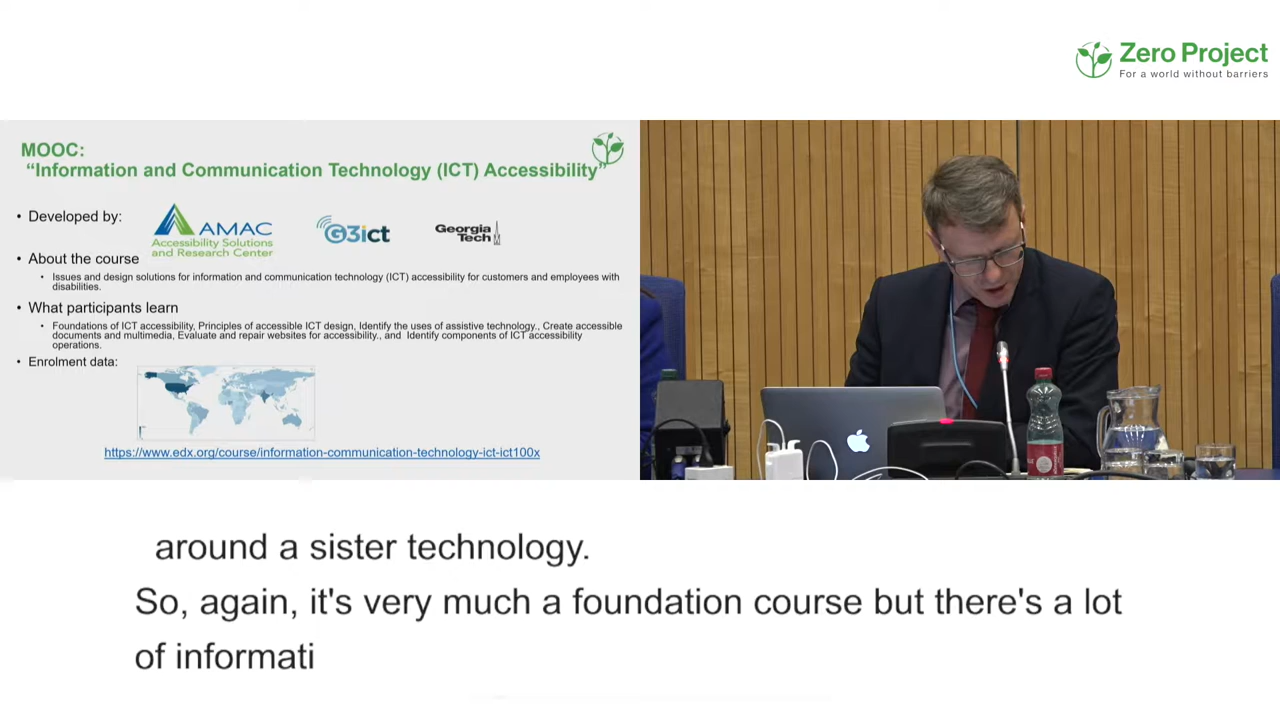 Zero Project
For a world without barriers
MOOC:
“Information and Communication Technology (ICT) Accessibility”
• Developed by:
AMAC
Accessibility Solutions
and Research Center
G3ict
Georgia
Tech
• About the course
• Issues and design solutions for information and communication technology (ICT) accessibility for customers and employees with
disabilities.
• What participants learn
• Foundations of ICT accessibility, Principles of accessible ICT design, Identify the uses of assistive technology., Create accessible
documents and multimedia, Evaluate and repair websites for accessibility., and Identify components of ICT accessibility
operations.
• Enrolment data:
https://www.edx.org/course/information-communication-technology-ict-ict100x
around a sister technology.
So, again, it's very much a foundation course but there's a lot
of informati